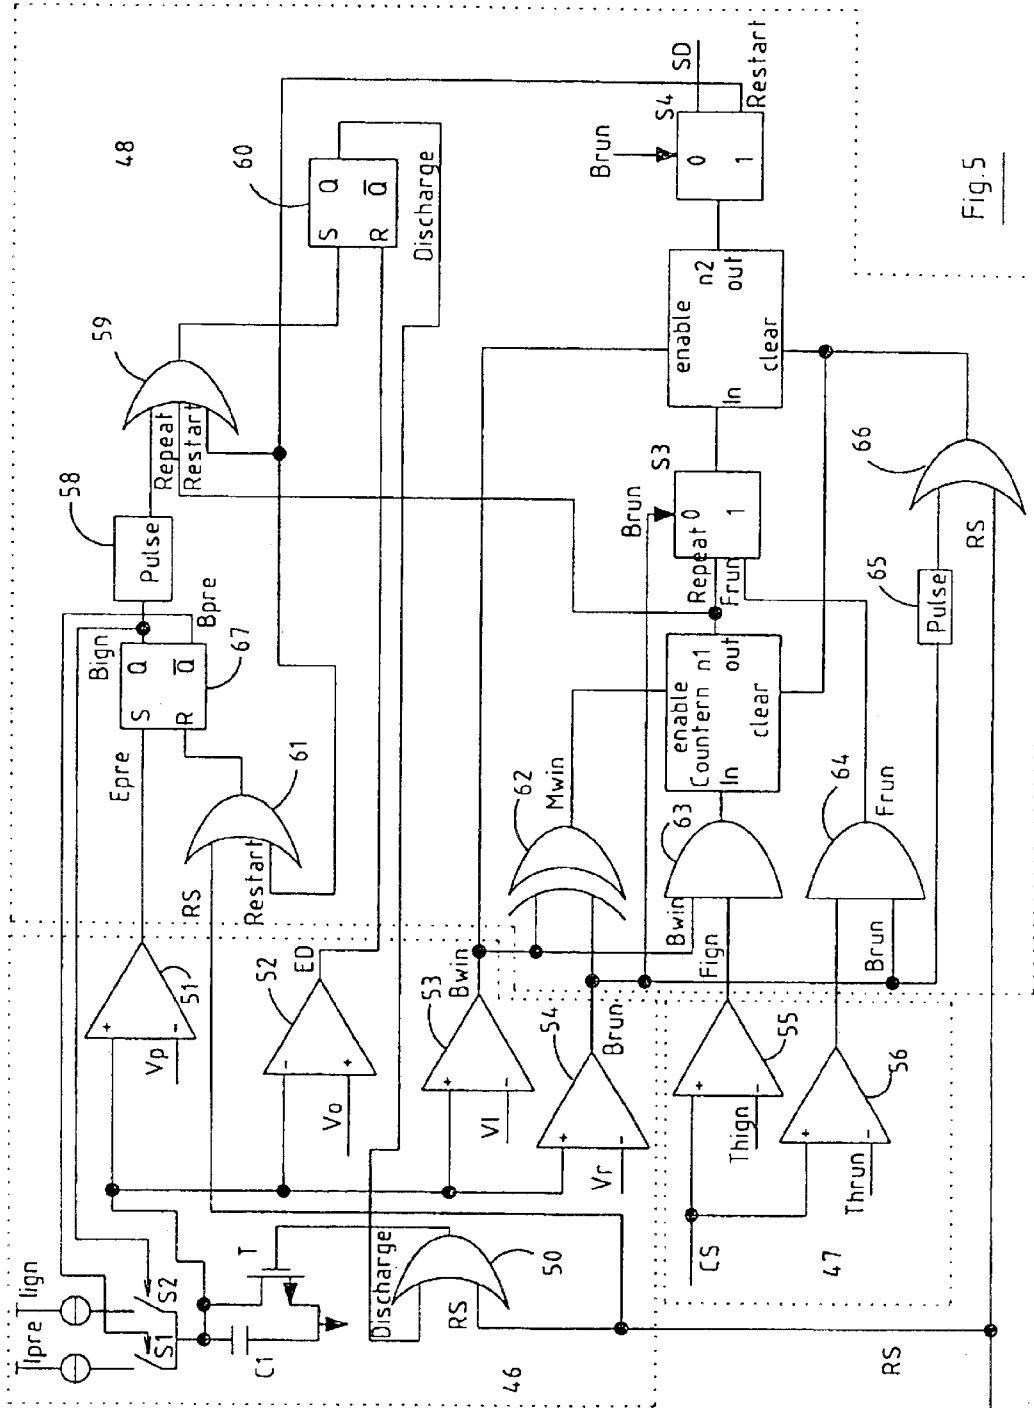 48
60
59
S
Q
R
Q
Discharge
Repeat
Restart
58
Pulse
Bign
Bpre
Q
S
Q
R
67
Epre
61
RS
Restart
51
Vp
52
ED
Vo
53
Bwin
Vl
54
Brun
Vr
62
Mwin
Bwin
Fign
63
64
Frun
Brun
55
56
Thign
Thrun
CS
47
enable
Countern n1
In
out
clear
Repeat
Frun
Brun
S3
0
1
enable
n2
In
out
clear
Brun
S4
0
1
SD
Restart
65
Pulse
66
RS
Iign
Ipre
S2
S1
T
C1
Discharge
RS
50
46
RS
Fig.5